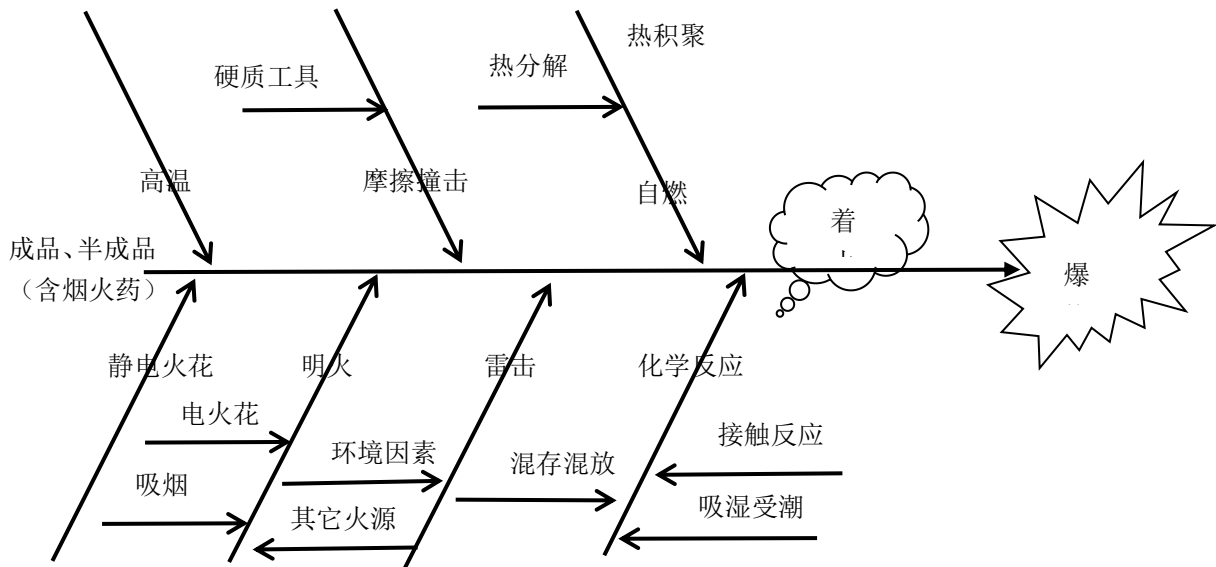 热积聚
热分解
硬质工具
高温
摩擦撞击
自燃
着
爆
成品、半成品
（含烟火药）
静电火花
明火
雷击
化学反应
电火花
接触反应
环境因素
混存混放
吸烟
吸湿受潮
其它火源